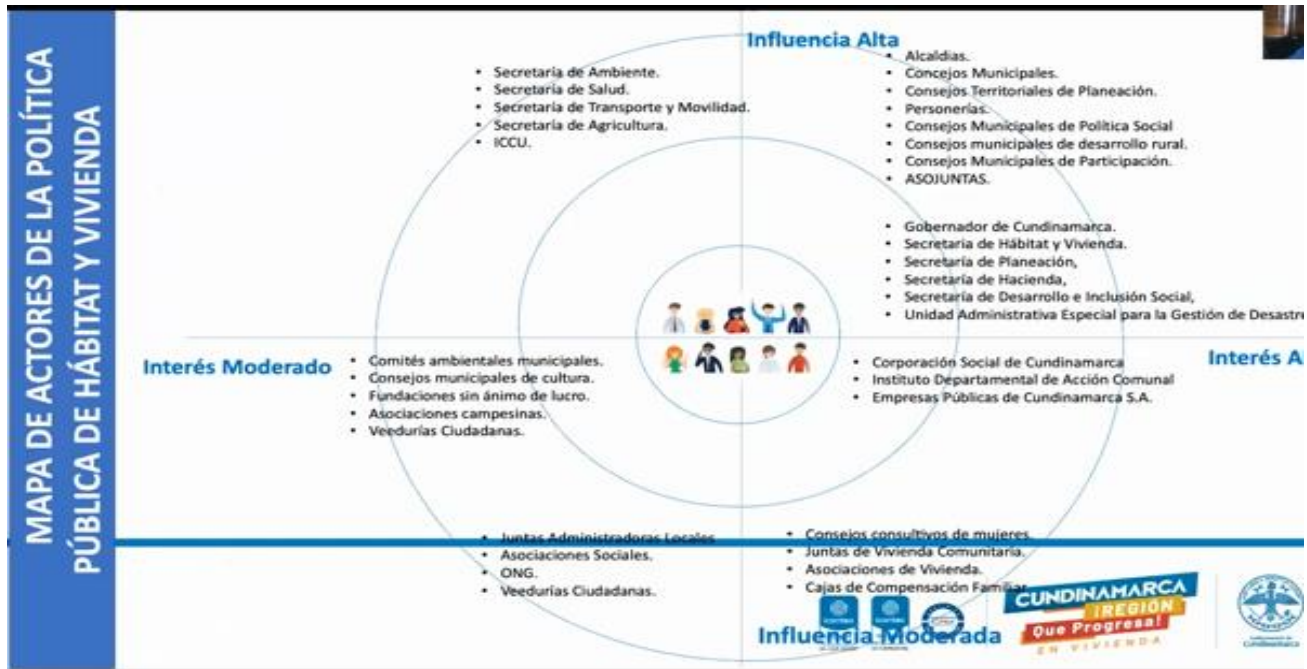 MAPA DE ACTORES DE LA POLÍTICA
PÚBLICA DE HÁBITAT Y VIVIENDA
Influencia Alta
• Secretaría de Ambiente.
• Secretaría de Salud.
• Secretaría de Transporte y Movilidad.
• Secretaría de Agricultura.
• ICCU.
• Alcaldias.
• Concejos Municipales.
• Consejos Territoriales de Planeación.
• Personerías.
• Consejos Municipales de Política Social
• Consejos municipales de desarrollo rural.
• Consejos Municipales de Participación.
• ASOJUNTAS.
• Gobernador de Cundinamarca.
• Secretaria de Hábitat y Vivienda.
• Secretaría de Planeación,
• Secretaría de Hacienda,
• Secretaría de Desarrollo e Inclusión Social,
• Unidad Administrativa Especial para la Gestión de Desastre
Interés Moderado
• Comités ambientales municipales.
• Consejos municipales de cultura.
• Fundaciones sin ánimo de lucro.
• Asociaciones campesinas.
• Veedurías Ciudadanas.
• Corporación Social de Cundinamarca
• Instituto Departamental de Acción Comunal
• Empresas Públicas de Cundinamarca S.A.
Interés A
• Juntas Administradoras Locales
• Asociaciones Sociales.
• ONG.
• Veedurías Ciudadanas.
• Consejos consultivos de mujeres.
• Juntas de Vivienda Comunitaria.
• Asociaciones de Vivienda.
• Cajas de Compensación Familiar
Influencia Moderada
CUNDINAMARCA
¡REGIÓN
Que Progresa!
EN VIVIENDA
Cundinamarca